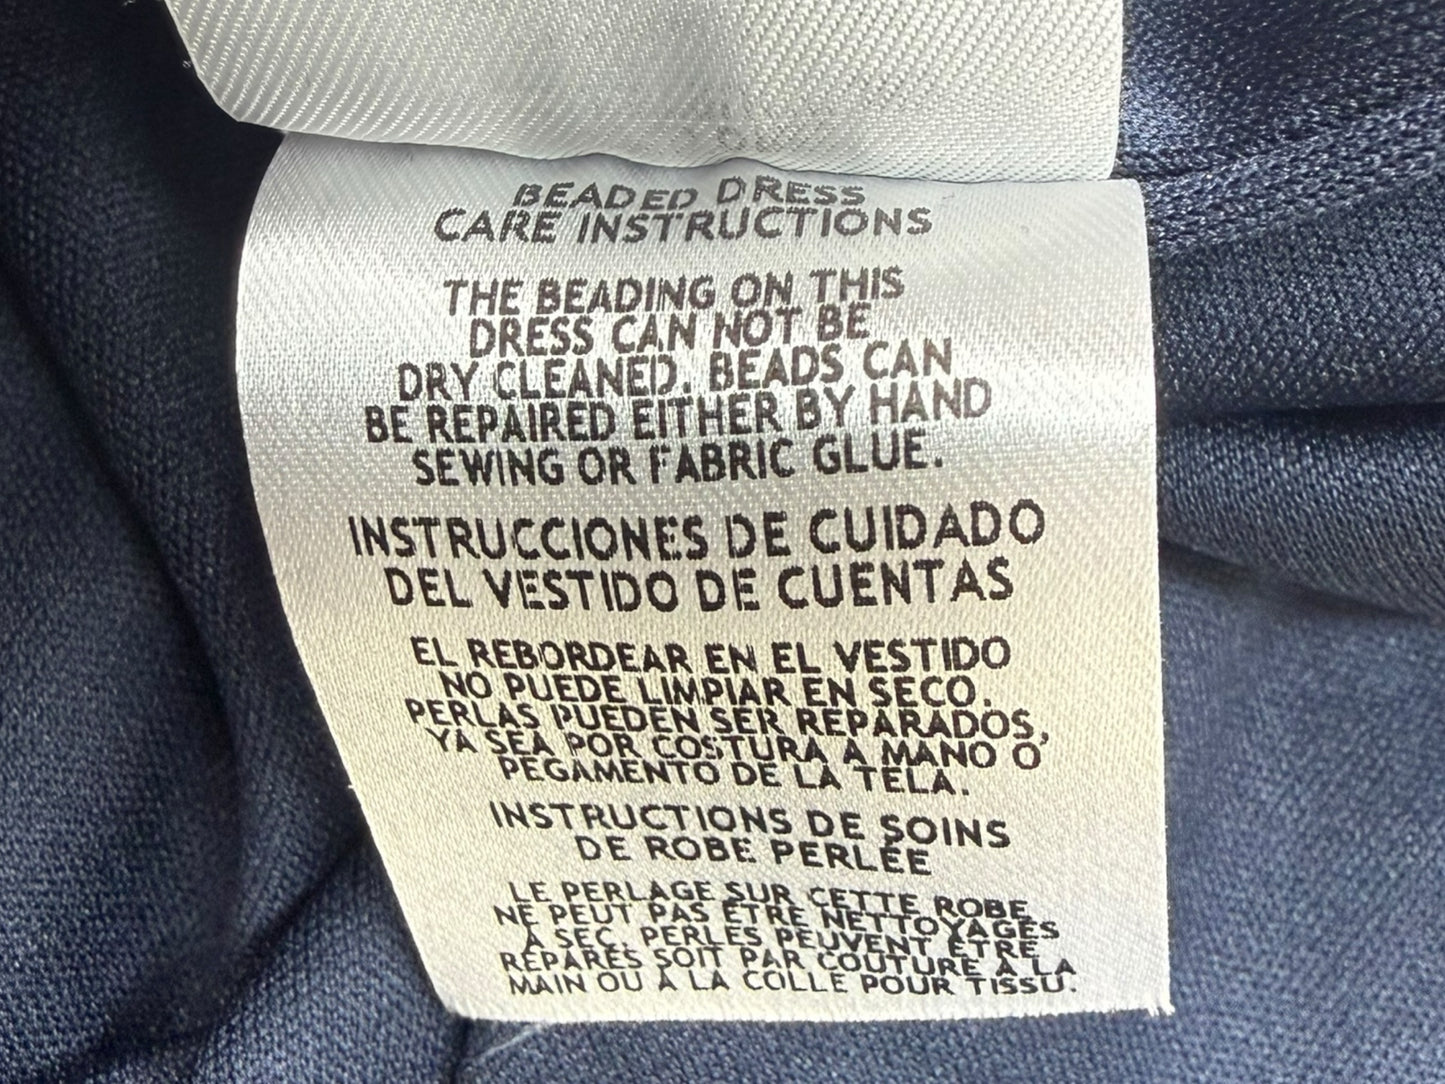 BEADED DRESS
CARE INSTRUCTIONS
THE BEADING ON THIS
DRESS CAN NOT BE
DRY CLEANED. BEADS CAN
BE REPAIRED EITHER BY HAND
SEWING OR FABRIC GLUE.
INSTRUCCIONES DE CUIDADO
DEL VESTIDO DE CUENTAS
EL REBORDEAR EN EL VESTIDO
NO PUEDE LIMPIAR EN SECO.
PERLAS PUEDEN SER REPARADOS,
YA SEA POR COSTURA A MANO O'
PEGAMENTO DE LA TELA.
INSTRUCTIONS DE SOINS
DE ROBE PERLÉE
LE PERLAGE SUR CETTE ROBE
NE PEUT PAS ÊTRE NETTOYAGÉS
À SEC. PERLES PEUVENT ÊTRE
RÉPARÉS SOIT PAR COUTURE À LA
MAIN OU À LA COLLE POUR TISSU.